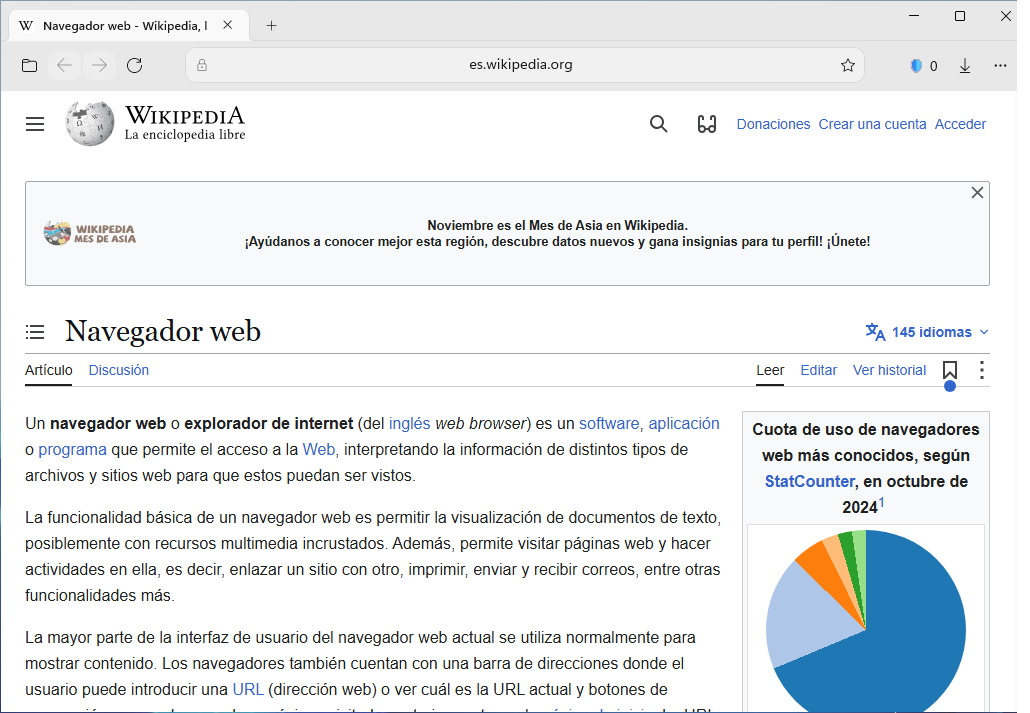 Navegador web - Wikipedia, l
es.wikipedia.org
0
WIKIPEDIA
La enciclopedia libre
Donaciones Crear una cuenta Acceder
WIKIPEDIA
MES DE ASIA
Noviembre es el Mes de Asia en Wikipedia.
¡Ayúdanos a conocer mejor esta región, descubre datos nuevos y gana insignias para tu perfil! ¡Únete!
Navegador web
145 idiomas
Artículo Discusión
Leer Editar Ver historial
Un navegador web o explorador de internet (del inglés web browser) es un software, aplicación
o programa que permite el acceso a la Web, interpretando la información de distintos tipos de
archivos y sitios web para que estos puedan ser vistos.
La funcionalidad básica de un navegador web es permitir la visualización de documentos de texto,
posiblemente con recursos multimedia incrustados. Además, permite visitar páginas web y hacer
actividades en ella, es decir, enlazar un sitio con otro, imprimir, enviar y recibir correos, entre otras
funcionalidades más.
La mayor parte de la interfaz de usuario del navegador web actual se utiliza normalmente para
mostrar contenido. Los navegadores también cuentan con una barra de direcciones donde el
usuario puede introducir una URL (dirección web) o ver cuál es la URL actual y botones de
Cuota de uso de navegadores
web más conocidos, según
StatCounter, en octubre de
2024¹